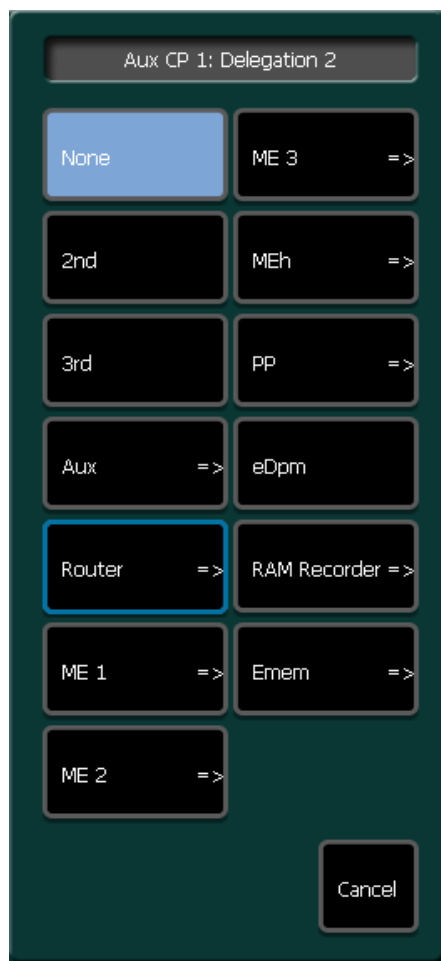 Aux CP 1: Delegation 2
None
ME 3 =>
2nd
MEh =>
3rd
PP =>
Aux =>
eDpm
Router =>
RAM Recorder =>
ME 1 =>
Emem =>
ME 2 =>
Cancel